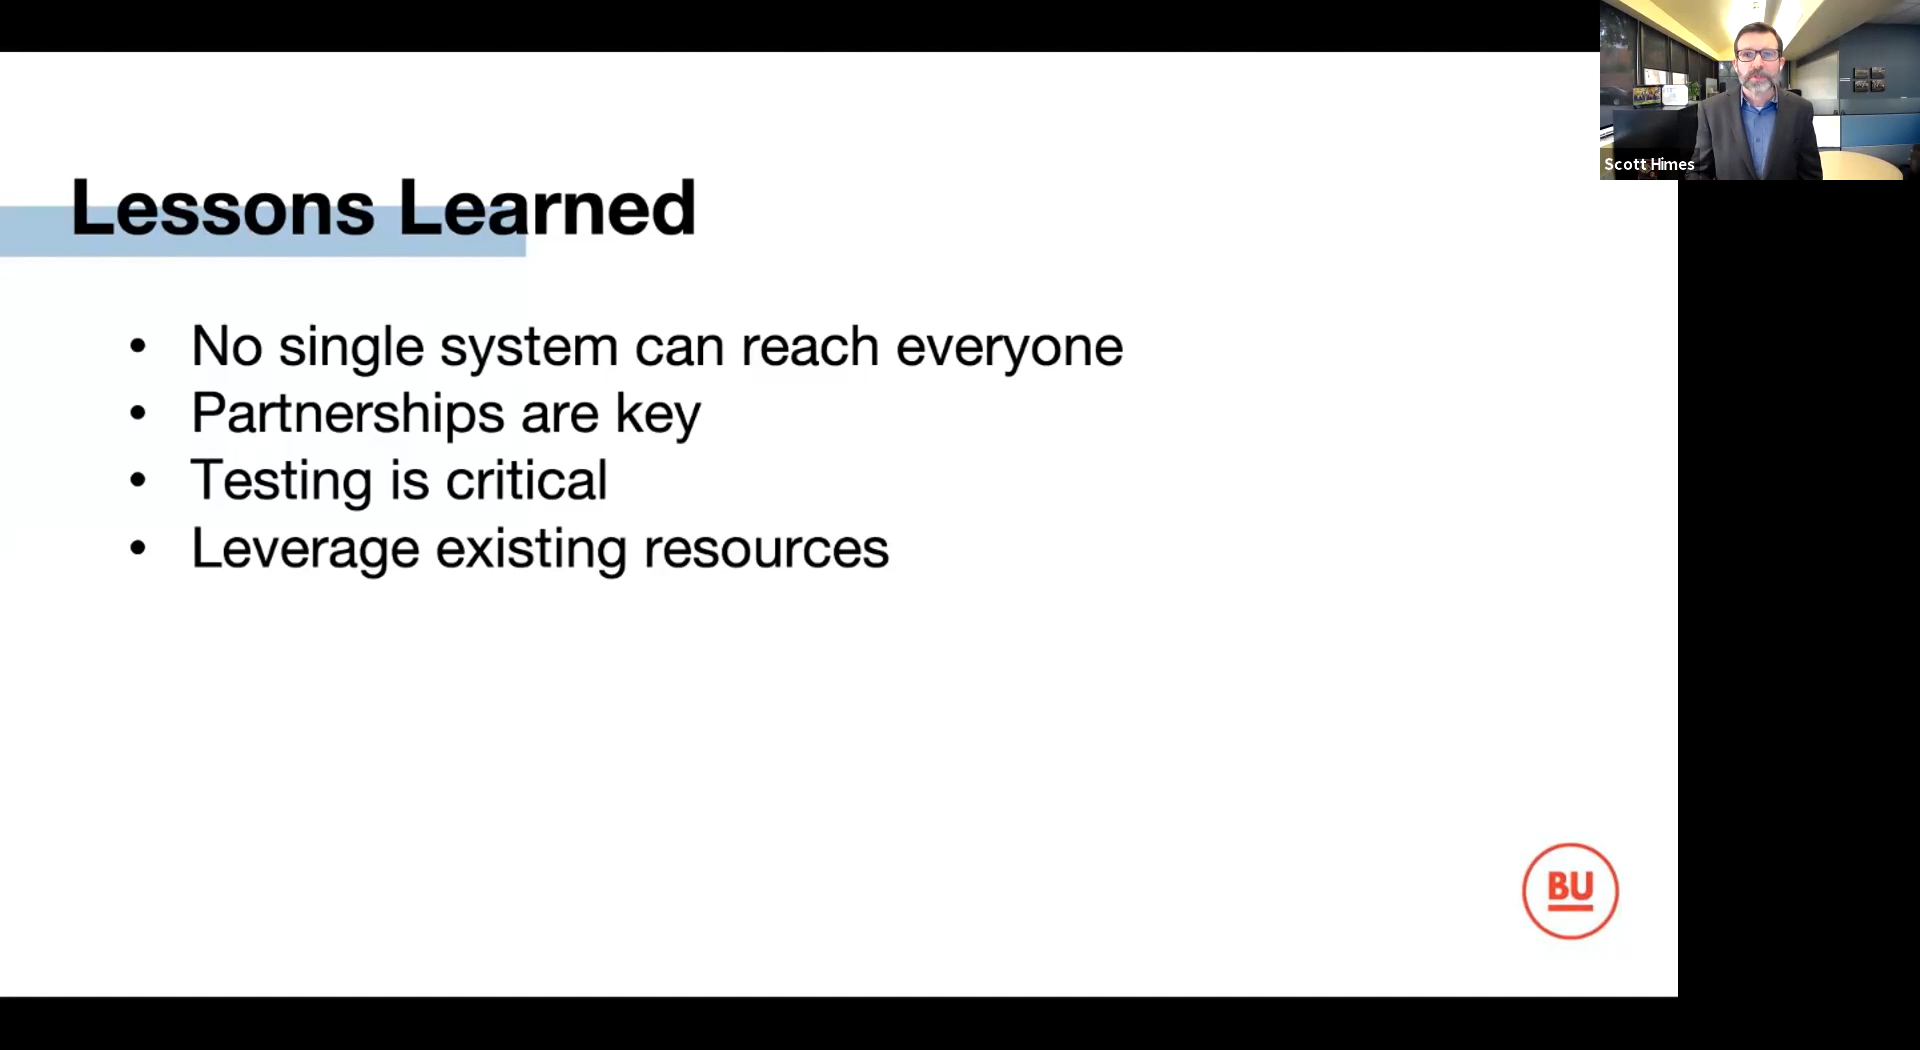 Scott Himes
Lessons Learned
• No single system can reach everyone
• Partnerships are key
• Testing is critical
• Leverage existing resources
BU